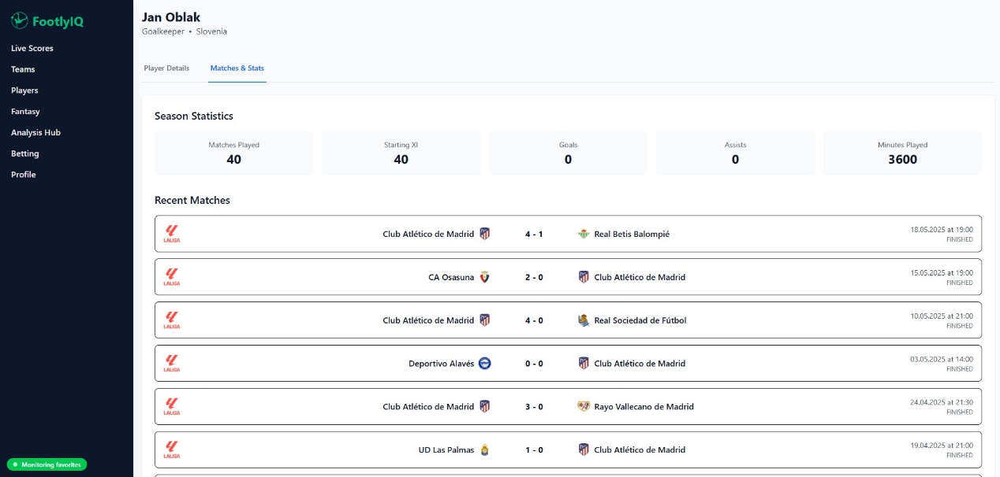 FootlyIQ
Live Scores
Teams
Players
Fantasy
Analysis Hub
Betting
Profile
Monitoring favorites
Jan Oblak
Goalkeeper • Slovenia
Player Details Matches & Stats
Season Statistics
Matches Played
40
Starting XI
40
Goals
0
Assists
0
Minutes Played
3600
Recent Matches
LALIGA Club Atlético de Madrid 4 - 1 Real Betis Balompié 18.05.2025 at 19:00
FINISHED
LALIGA CA Osasuna 2 - 0 Club Atlético de Madrid 15.05.2025 at 19:00
FINISHED
LALIGA Club Atlético de Madrid 4 - 0 Real Sociedad de Fútbol 10.05.2025 at 21:00
FINISHED
LALIGA Deportivo Alavés 0 - 0 Club Atlético de Madrid 03.05.2025 at 14:00
FINISHED
LALIGA Club Atlético de Madrid 3 - 0 Rayo Vallecano de Madrid 24.04.2025 at 21:30
FINISHED
LALIGA UD Las Palmas 1 - 0 Club Atlético de Madrid 19.04.2025 at 21:00
FINISHED